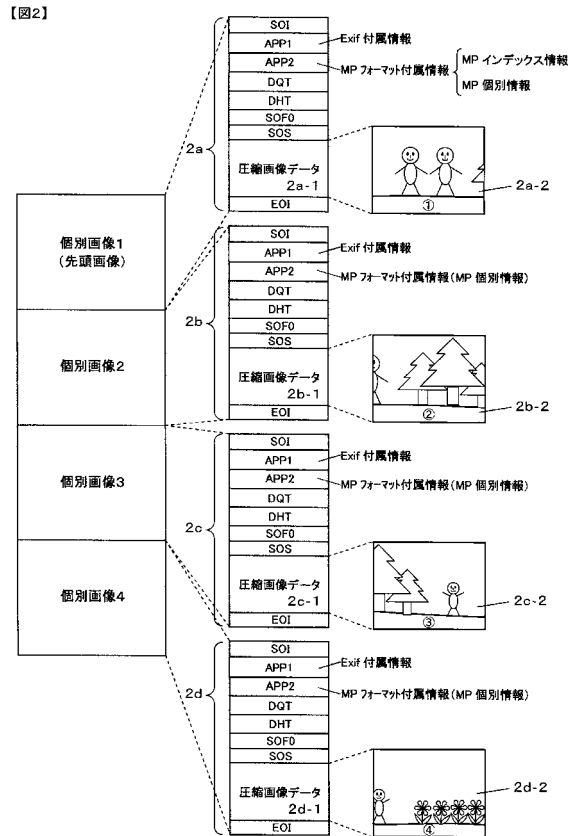 【図2】
個別画像1
(先頭画像)
個別画像2
個別画像3
個別画像4
2a
SOI
APP1
APP2
DQT
DHT
SOF0
SOS
圧縮画像データ
2a-1
EOI
Exif 付属情報
MP フォーマット付属情報
MP インデックス情報
MP 個別情報
①
2a-2
2b
SOI
APP1
APP2
DQT
DHT
SOF0
SOS
圧縮画像データ
2b-1
EOI
Exif 付属情報
MP フォーマット付属情報(MP 個別情報)
②
2b-2
2c
SOI
APP1
APP2
DQT
DHT
SOF0
SOS
圧縮画像データ
2c-1
EOI
Exif 付属情報
MP フォーマット付属情報(MP 個別情報)
③
2c-2
2d
SOI
APP1
APP2
DQT
DHT
SOF0
SOS
圧縮画像データ
2d-1
EOI
Exif 付属情報
MP フォーマット付属情報(MP 個別情報)
④
2d-2